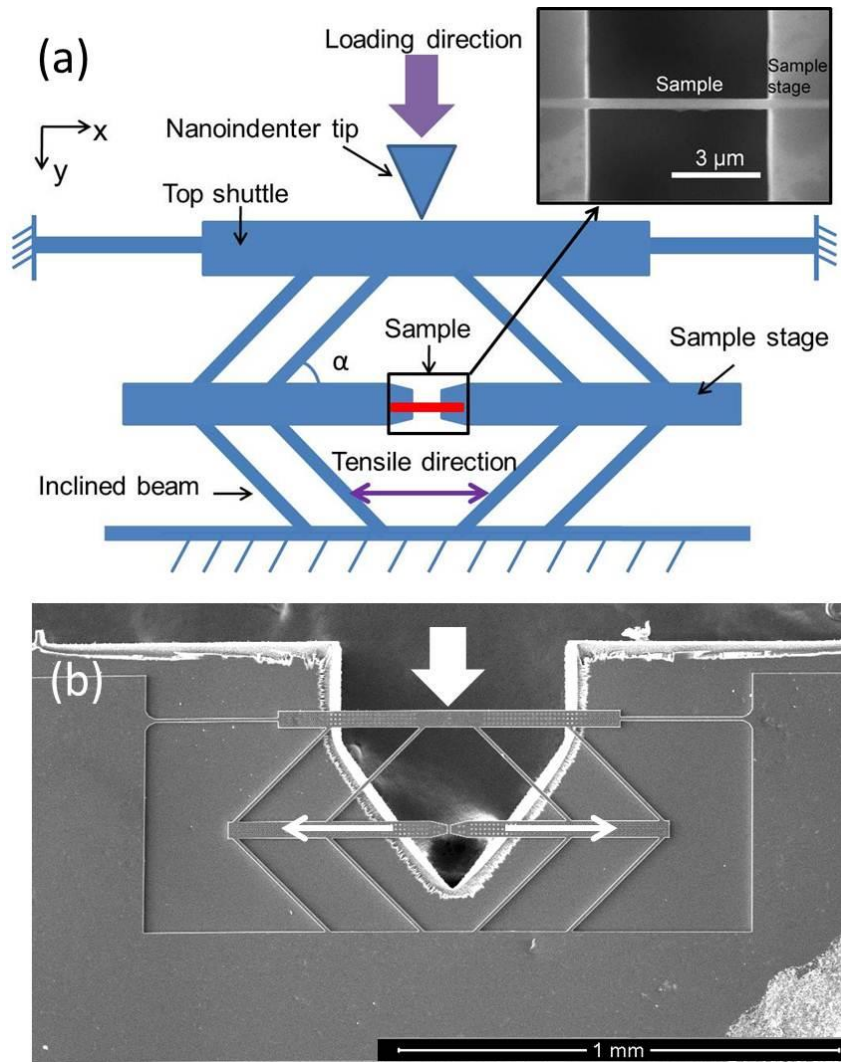 (a)
Loading direction
Nanoindenter tip
x
y
Top shuttle
Sample
Sample
stage
3 μm
Sample
Sample stage
α
Tensile direction
Inclined beam
(b)
1 mm